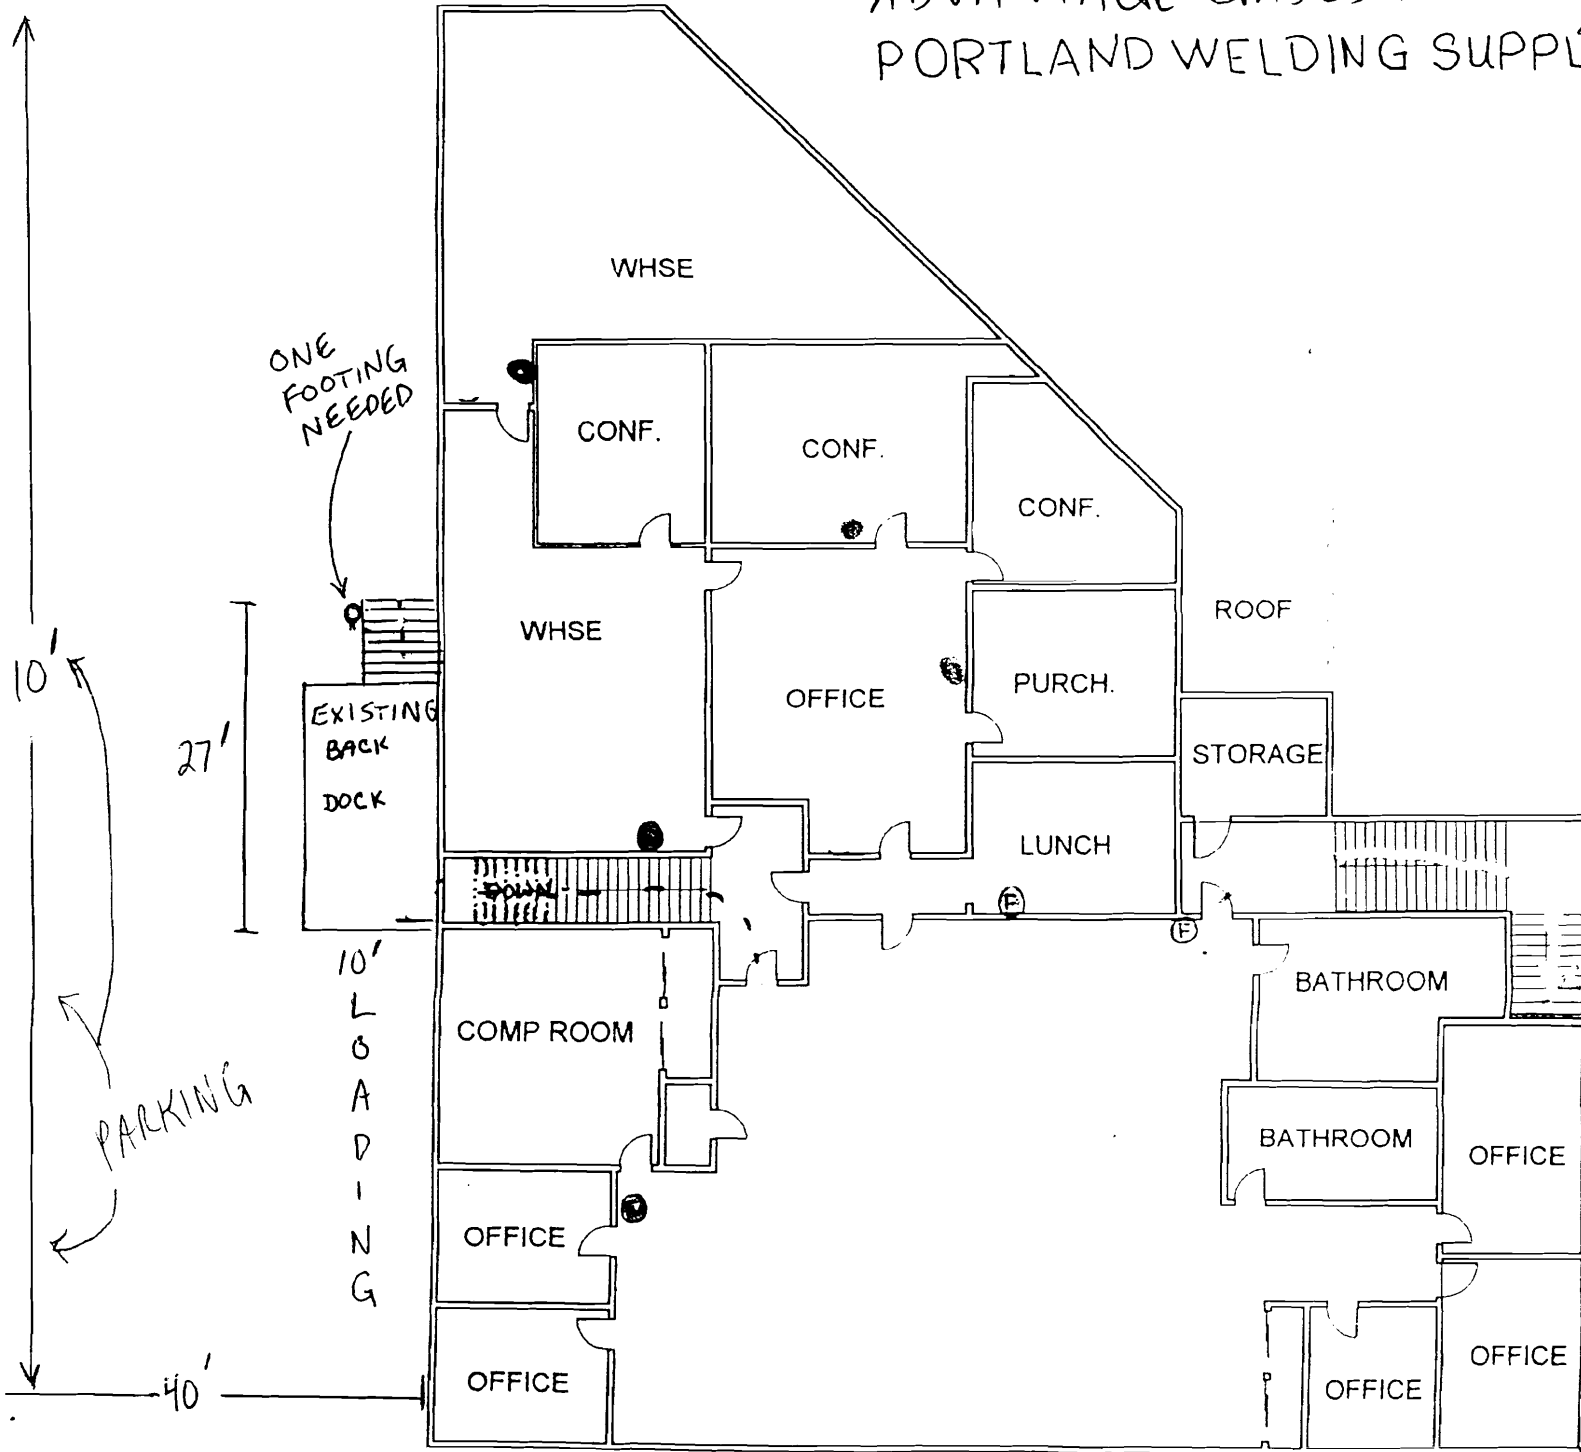 PORTLAND WELDING
WHSE
ONE
FOOTING
NEEDED
CONF.
CONF.
CONF.
ROOF
WHSE
10'
PURCH.
OFFICE
EXISTING
BACK
DOCK
27'
STORAGE
LUNCH
DOWN
F
F
10'
LOADING
BATHROOM
COMP ROOM
PARKING
BATHROOM
OFFICE
OFFICE
OFFICE
40'
OFFICE
OFFICE